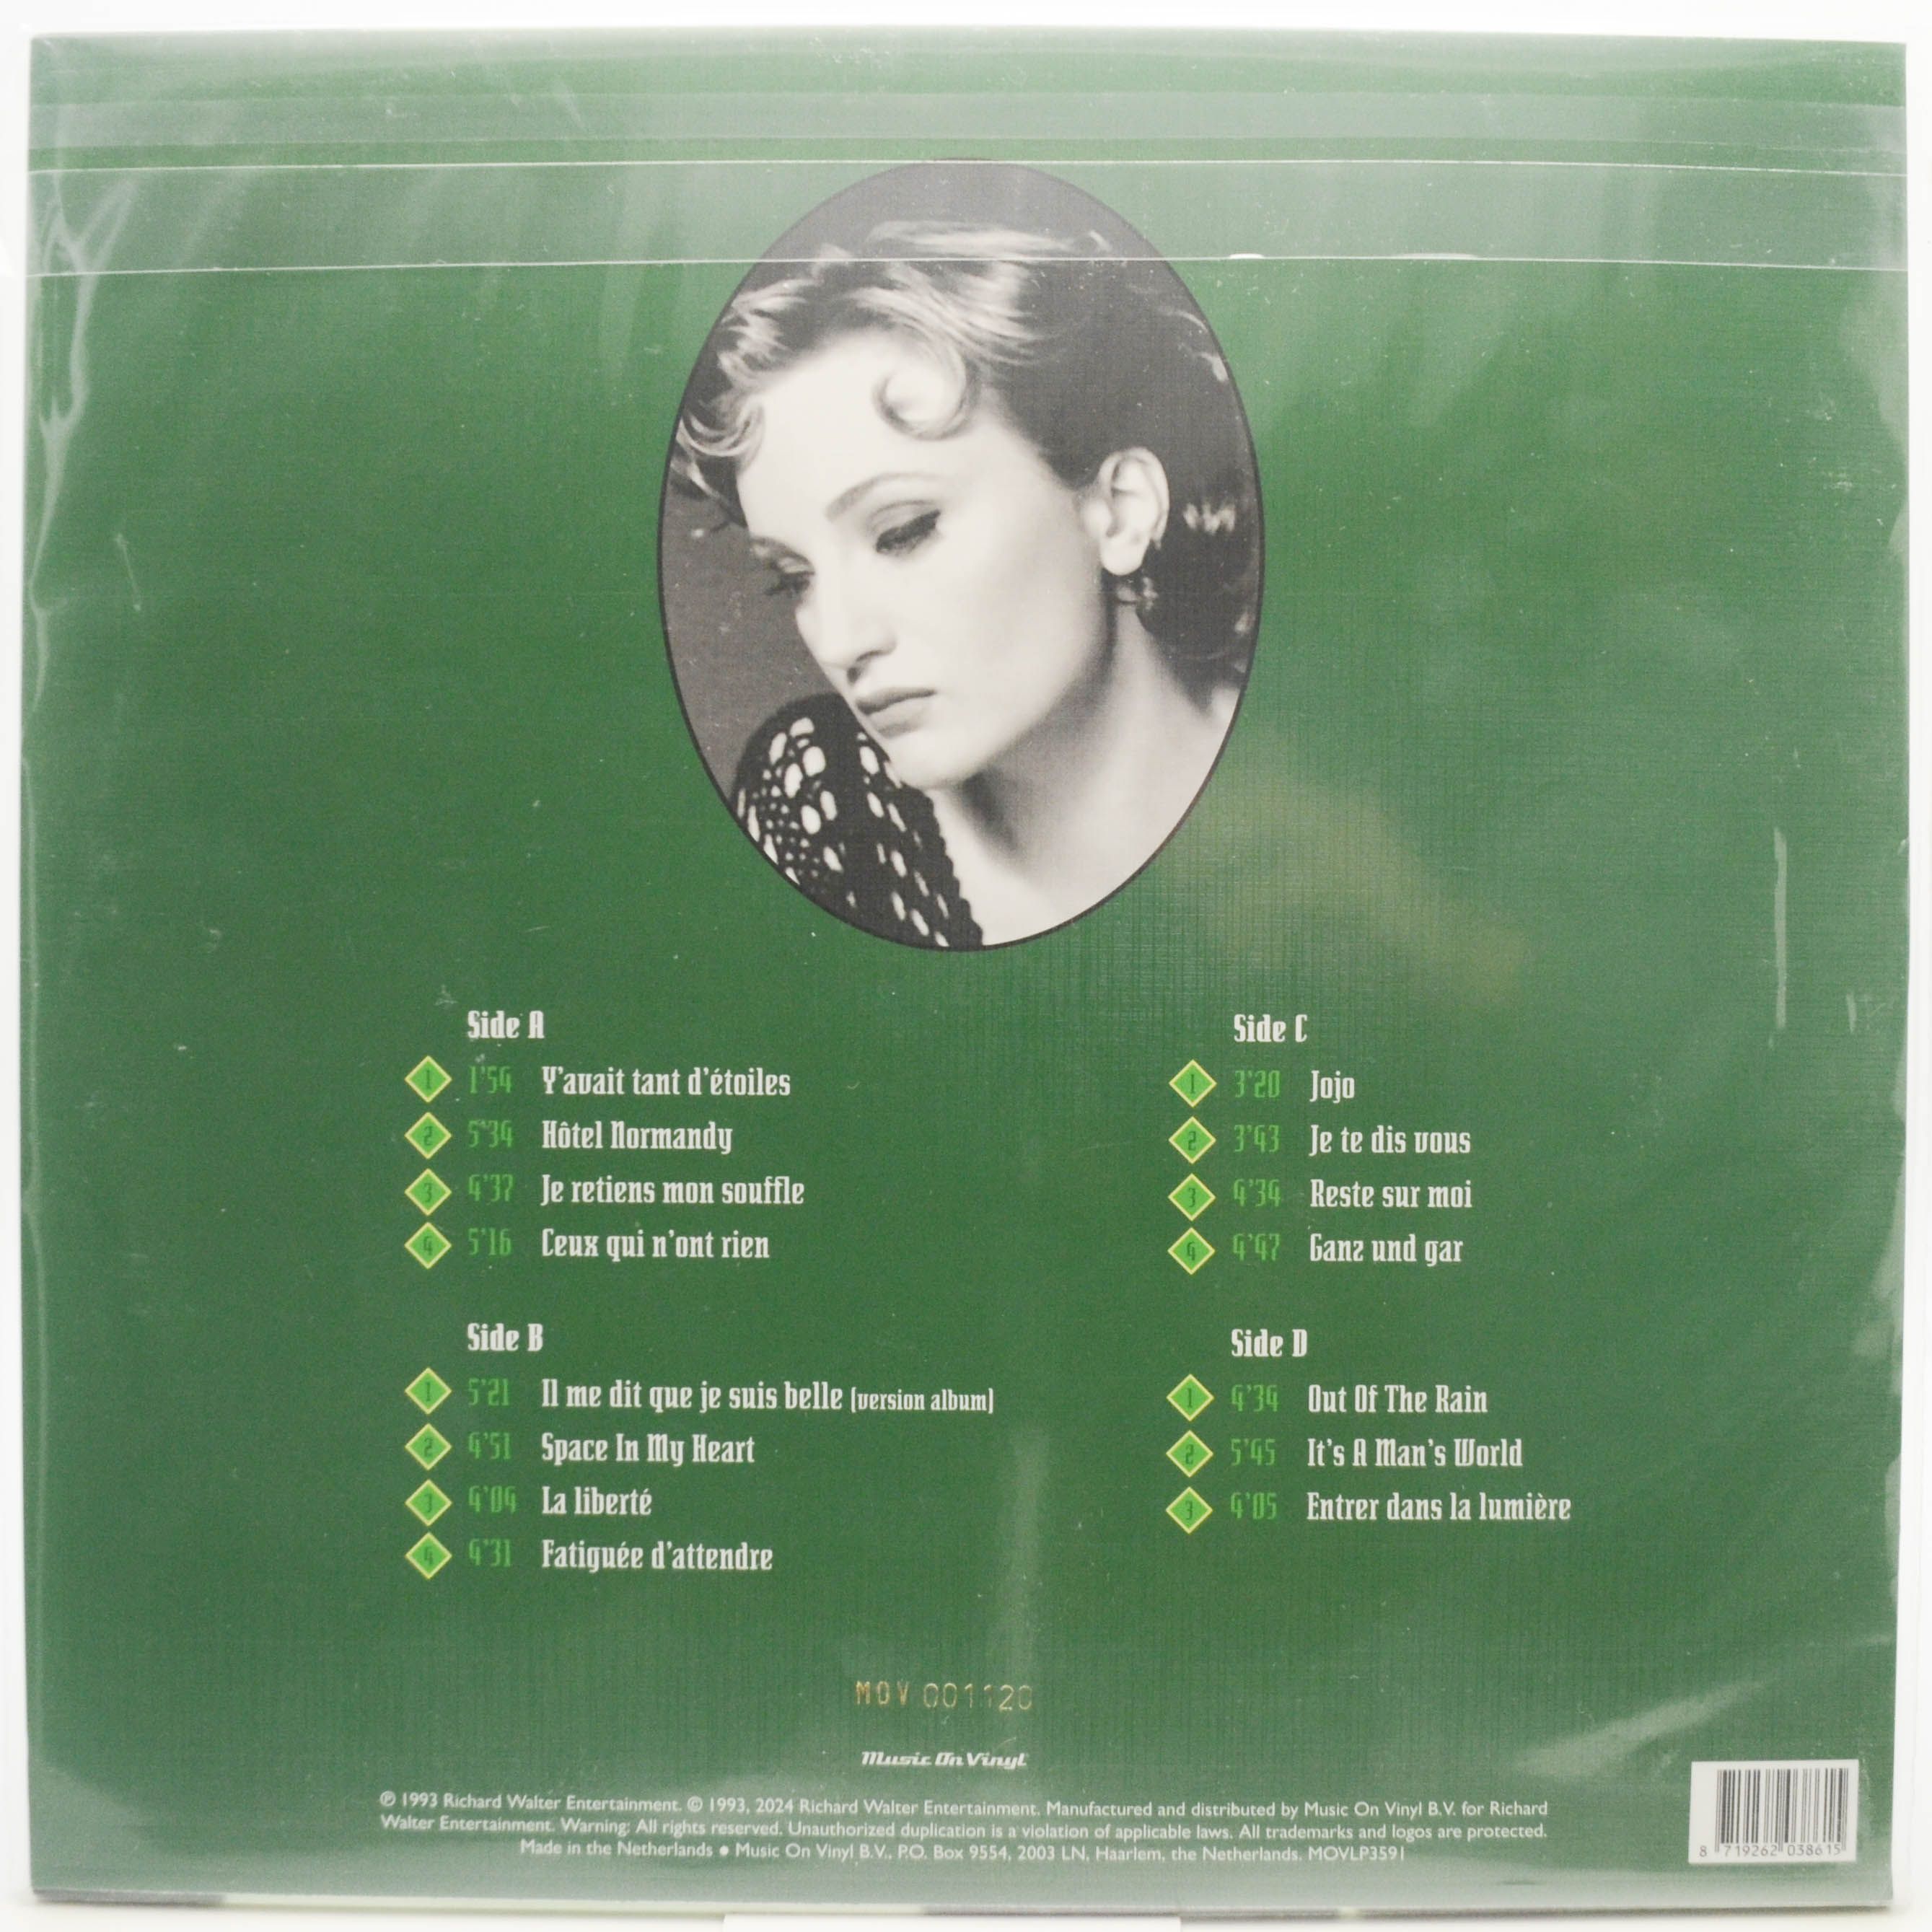 Side A
1 1'54 Y'avait tant d'étoiles
2 5'34 Hôtel Normandy
3 4'37 Je retiens mon souffle
4 5'16 Ceux qui n'ont rien
Side B
1 5'21 Il me dit que je suis belle (version album)
2 4'51 Space In My Heart
3 4'04 La liberté
4 4'31 Fatiguée d'attendre
Side C
1 3'20 Jojo
2 3'43 Je te dis vous
3 4'34 Reste sur moi
4 4'47 Ganz und gar
Side D
1 4'34 Out Of The Rain
2 5'45 It's A Man's World
3 4'05 Entrer dans la lumière
MOV 001120
Music On Vinyl
℗ 1993 Richard Walter Entertainment. © 1993, 2024 Richard Walter Entertainment. Manufactured and distributed by Music On Vinyl B.V. for Richard
Walter Entertainment. Warning: All rights reserved. Unauthorized duplication is a violation of applicable laws. All trademarks and logos are protected.
Made in the Netherlands ● Music On Vinyl B.V., P.O. Box 9554, 2003 LN, Haarlem, the Netherlands. MOVLP3591
8 719262 038615